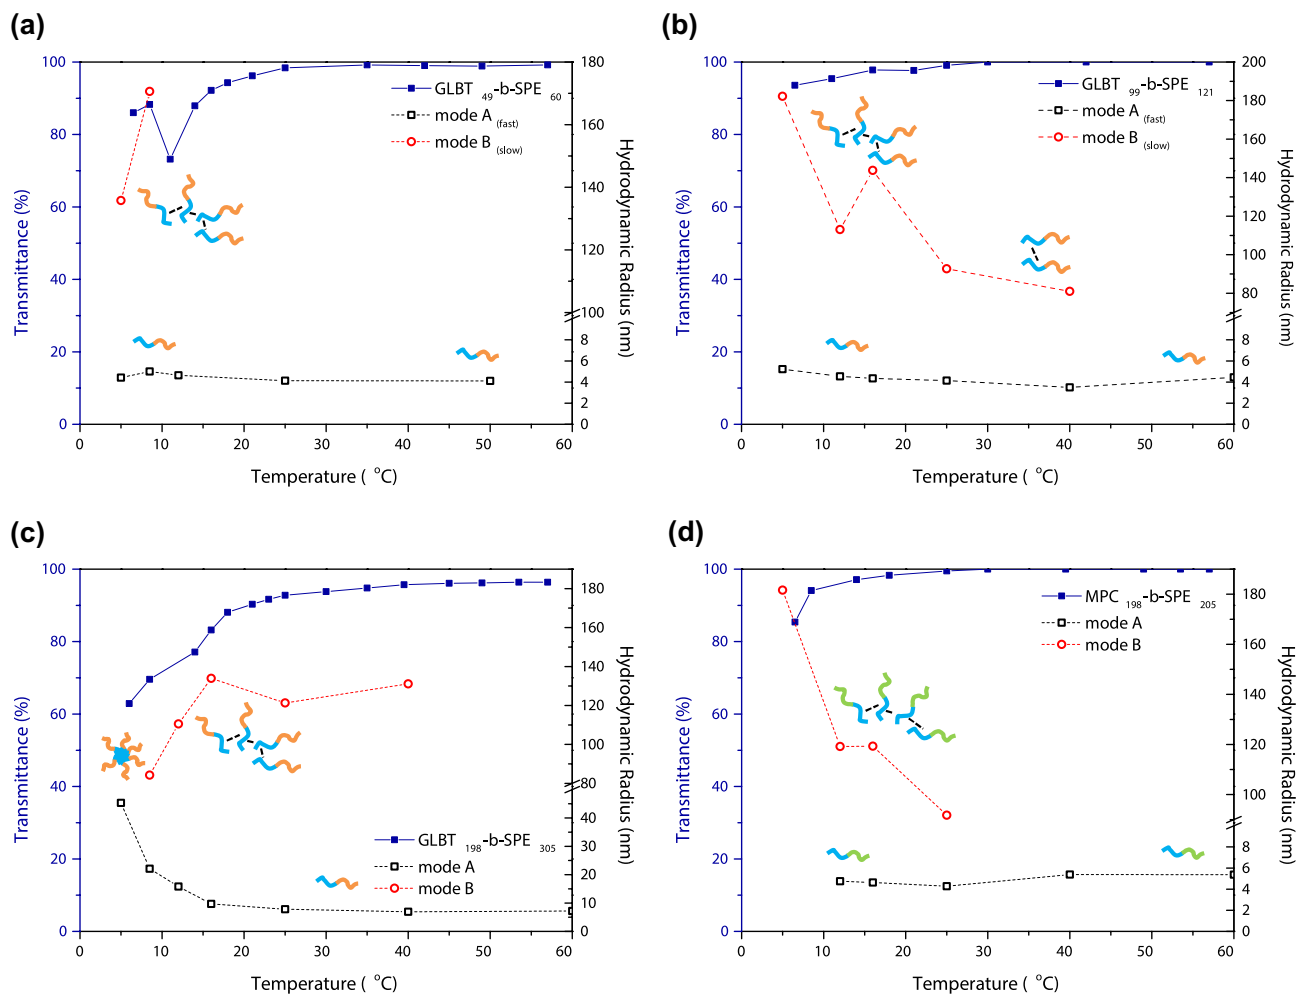 (a)
100
80
60
40
20
0
Transmittance (%)
180
160
140
120
100
8
6
4
2
0
Hydrodynamic Radius (nm)
GLBT 49-b-SPE 60
mode A (fast)
mode B (slow)
0 10 20 30 40 50 60
Temperature ( °C)
(b)
100
80
60
40
20
0
Transmittance (%)
200
180
160
140
120
100
80
8
6
4
2
0
Hydrodynamic Radius (nm)
GLBT 99-b-SPE 121
mode A (fast)
mode B (slow)
0 10 20 30 40 50 60
Temperature ( °C)
(c)
100
80
60
40
20
0
Transmittance (%)
180
160
140
120
100
80
40
30
20
10
0
Hydrodynamic Radius (nm)
GLBT 198-b-SPE 305
mode A
mode B
0 10 20 30 40 50 60
Temperature ( °C)
(d)
100
80
60
40
20
0
Transmittance (%)
180
160
140
120
100
8
6
4
2
0
Hydrodynamic Radius (nm)
MPC 198-b-SPE 205
mode A
mode B
0 10 20 30 40 50 60
Temperature ( °C)